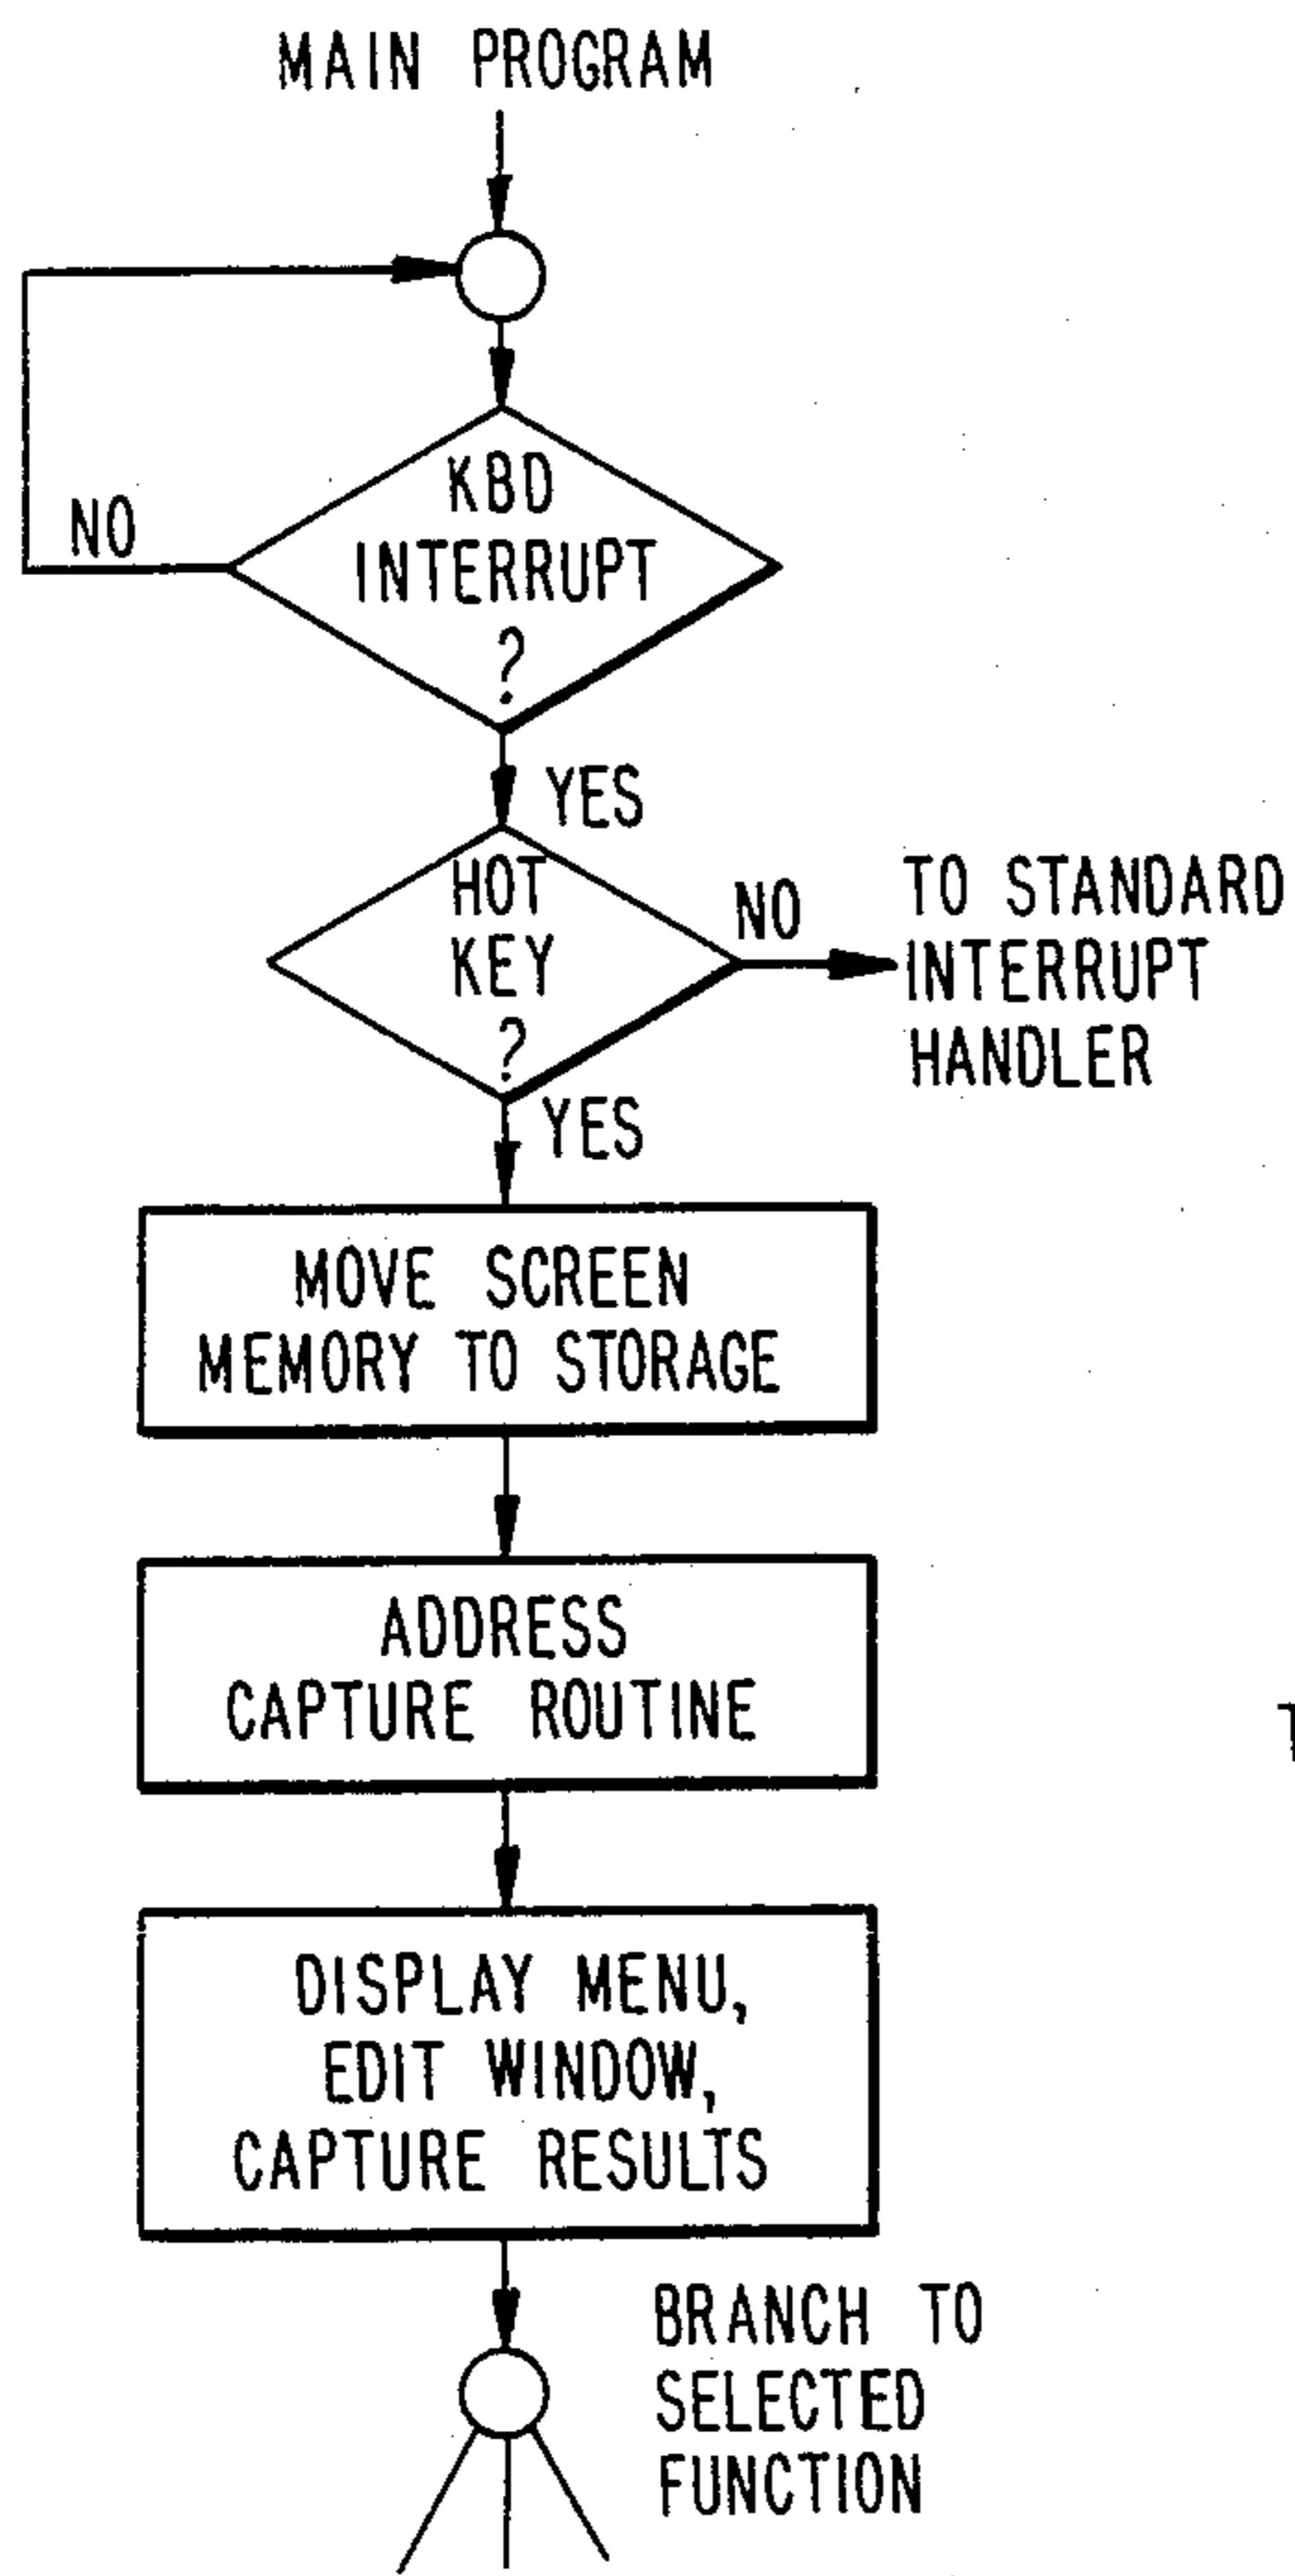 MAIN PROGRAM
KBD
INTERRUPT
?
NO
YES
HOT
KEY
?
NO
TO STANDARD
INTERRUPT
HANDLER
YES
MOVE SCREEN
MEMORY TO STORAGE
ADDRESS
CAPTURE ROUTINE
DISPLAY MENU,
EDIT WINDOW,
CAPTURE RESULTS
BRANCH TO
SELECTED
FUNCTION